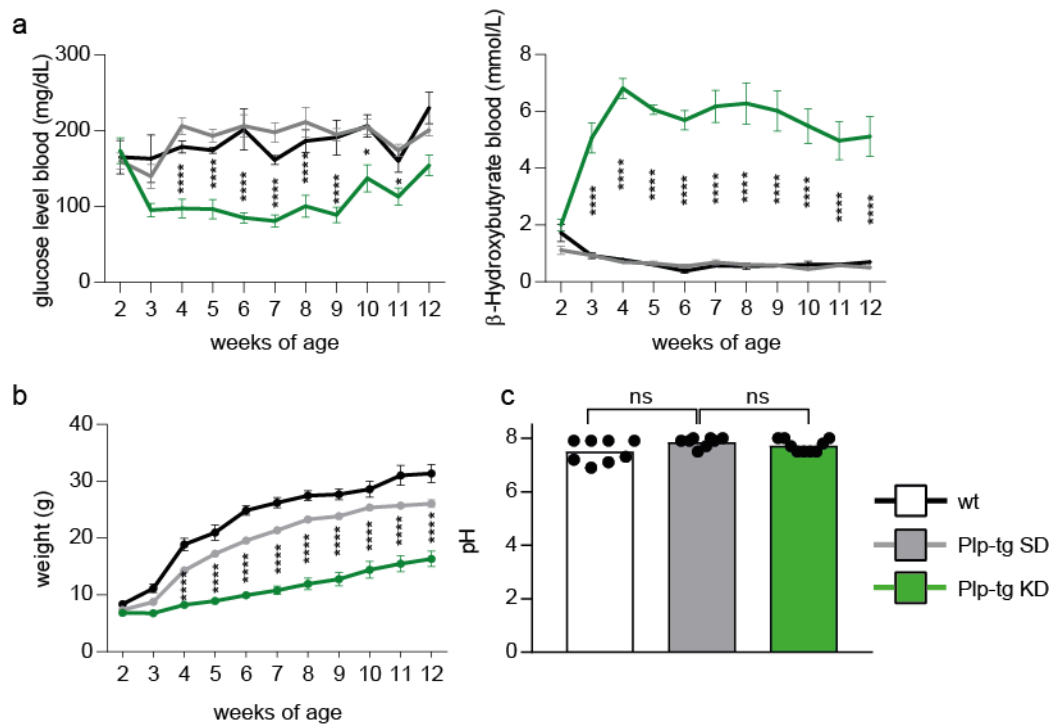 a
glucose level blood (mg/dL)
300
200
100
0
**** **** **** **** **** **** * *
2 3 4 5 6 7 8 9 10 11 12
weeks of age
β-Hydroxybutyrate blood (mmol/L)
8
6
4
2
0
**** **** **** **** **** **** **** **** **** ****
2 3 4 5 6 7 8 9 10 11 12
weeks of age
b
weight (g)
40
30
20
10
0
**** **** **** **** **** **** **** **** ****
2 3 4 5 6 7 8 9 10 11 12
weeks of age
c
ns ns
pH
8
6
4
2
0
wt
Plp-tg SD
Plp-tg KD